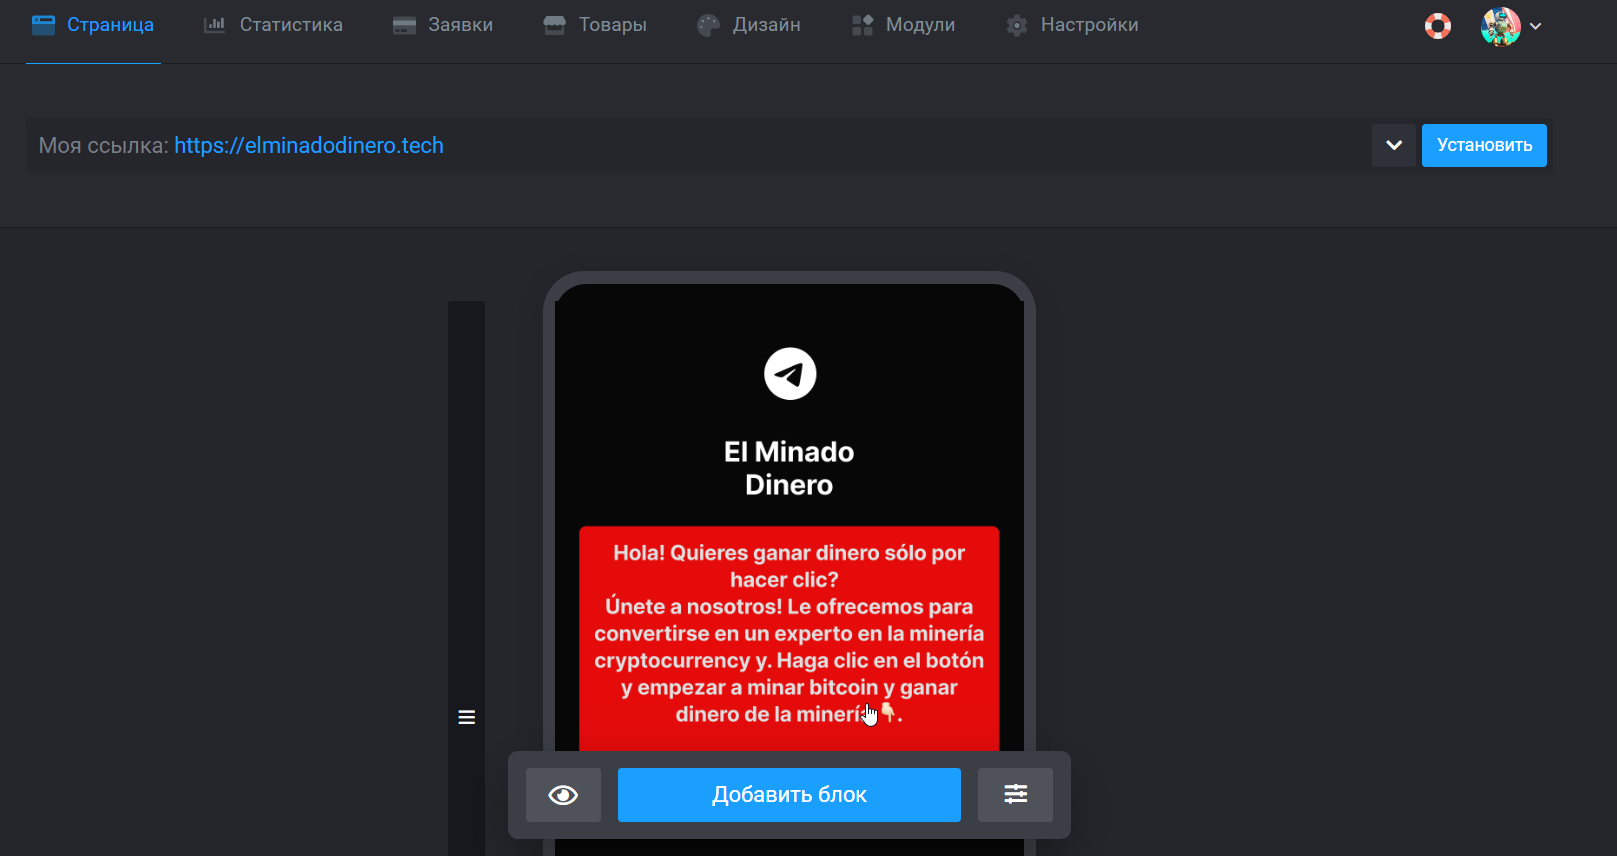 Страница Статистика Заявки Товары Дизайн Модули Настройки
Моя ссылка: https://elminadodinero.tech
Установить
El Minado
Dinero
Hola! Quieres ganar dinero sólo por
hacer clic?
Únete a nosotros! Le ofrecemos para
convertirse en un experto en la minería
cryptocurrency y. Haga clic en el botón
y empezar a minar bitcoin y ganar
dinero de la minería👇🏻.
Добавить блок